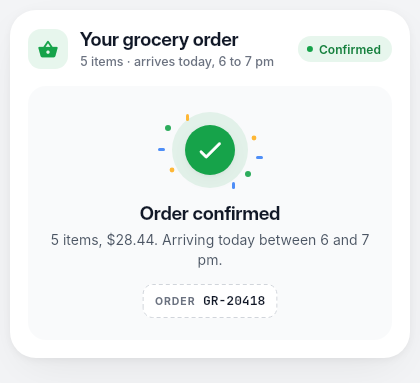 Your grocery order
5 items · arrives today, 6 to 7 pm
Confirmed
Order confirmed
5 items, $28.44. Arriving today between 6 and 7
pm.
ORDER GR-20418